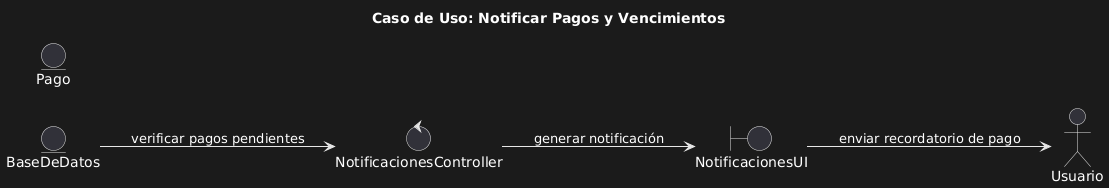 Caso de Uso: Notificar Pagos y Vencimientos
Pago
verificar pagos pendientes
generar notificación
enviar recordatorio de pago
BaseDeDatos
NotificacionesController
NotificacionesUI
Usuario